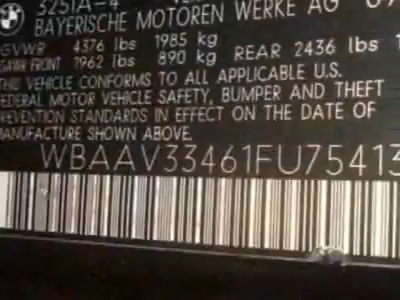 325iA-4
BAYERISCHE MOTOREN WERKE AG
GVWR 4376 lbs 1985 kg
GAWR FRONT 1962 lbs 890 kg REAR 2436 lbs
THIS VEHICLE CONFORMS TO ALL APPLICABLE U.S.
FEDERAL MOTOR VEHICLE SAFETY, BUMPER AND THEFT
PREVENTION STANDARDS IN EFFECT ON THE DATE OF
MANUFACTURE SHOWN ABOVE.
WBAAV33461FU75413